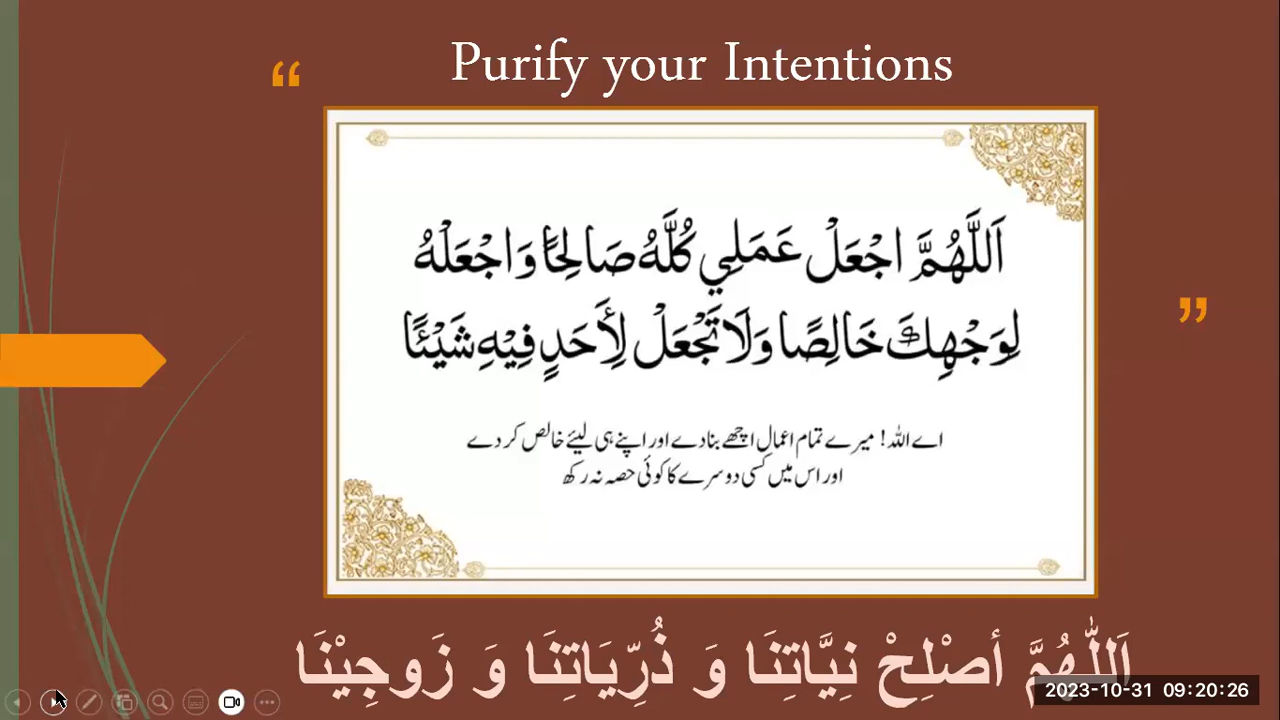 Purify your Intentions
“
اَللَّهُمَّ اجْعَلْ عَمَلِي كُلَّهُ صَالِحًا وَاجْعَلْهُ
لِوَجْهِكَ خَالِصًا وَلَا تَجْعَلْ لِأَحَدٍ فِيْهِ شَيْئًا
”
اے اللہ! میرے تمام اعمال اچھے بنادے اور اپنے ہی لیئے خالص کر دے
اور اس میں کسی دوسرے کا کوئی حصہ نہ رکھ
اَللّٰهُمَّ أصْلِحْ نِيَّاتِنَا وَ ذُرِّيَاتِنَا وَ زَوجِيْنَا
2023-10-31 09:20:26